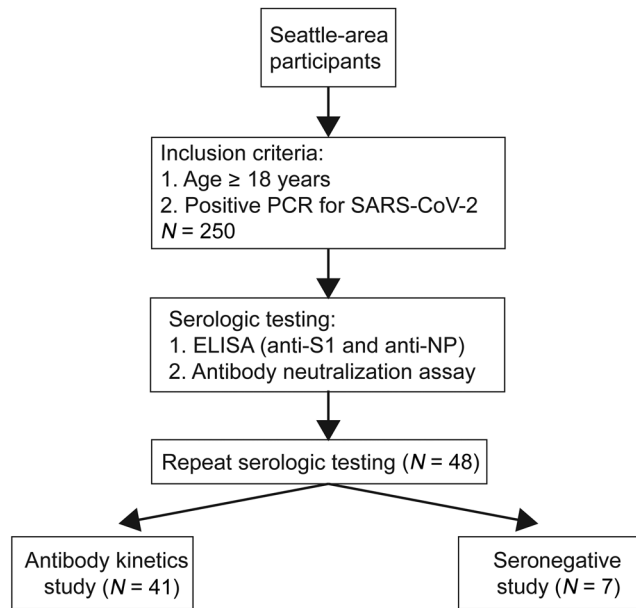 Seattle-area
participants
Inclusion criteria:
1. Age ≥ 18 years
2. Positive PCR for SARS-CoV-2
N = 250
Serologic testing:
1. ELISA (anti-S1 and anti-NP)
2. Antibody neutralization assay
Repeat serologic testing (N = 48)
Antibody kinetics
study (N = 41)
Seronegative
study (N = 7)